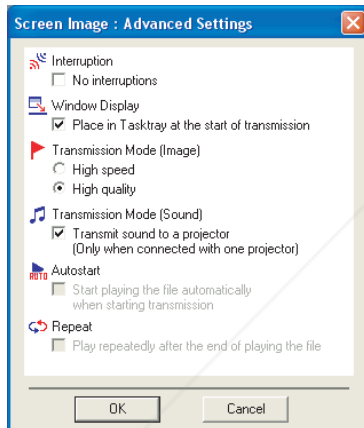 Screen Image : Advanced Settings
Interruption
No interruptions
Window Display
Place in Tasktray at the start of transmission
Transmission Mode (Image)
High speed
High quality
Transmission Mode (Sound)
Transmit sound to a projector
(Only when connected with one projector)
AUTO Autostart
Start playing the file automatically
when starting transmission
Repeat
Play repeatedly after the end of playing the file
OK Cancel